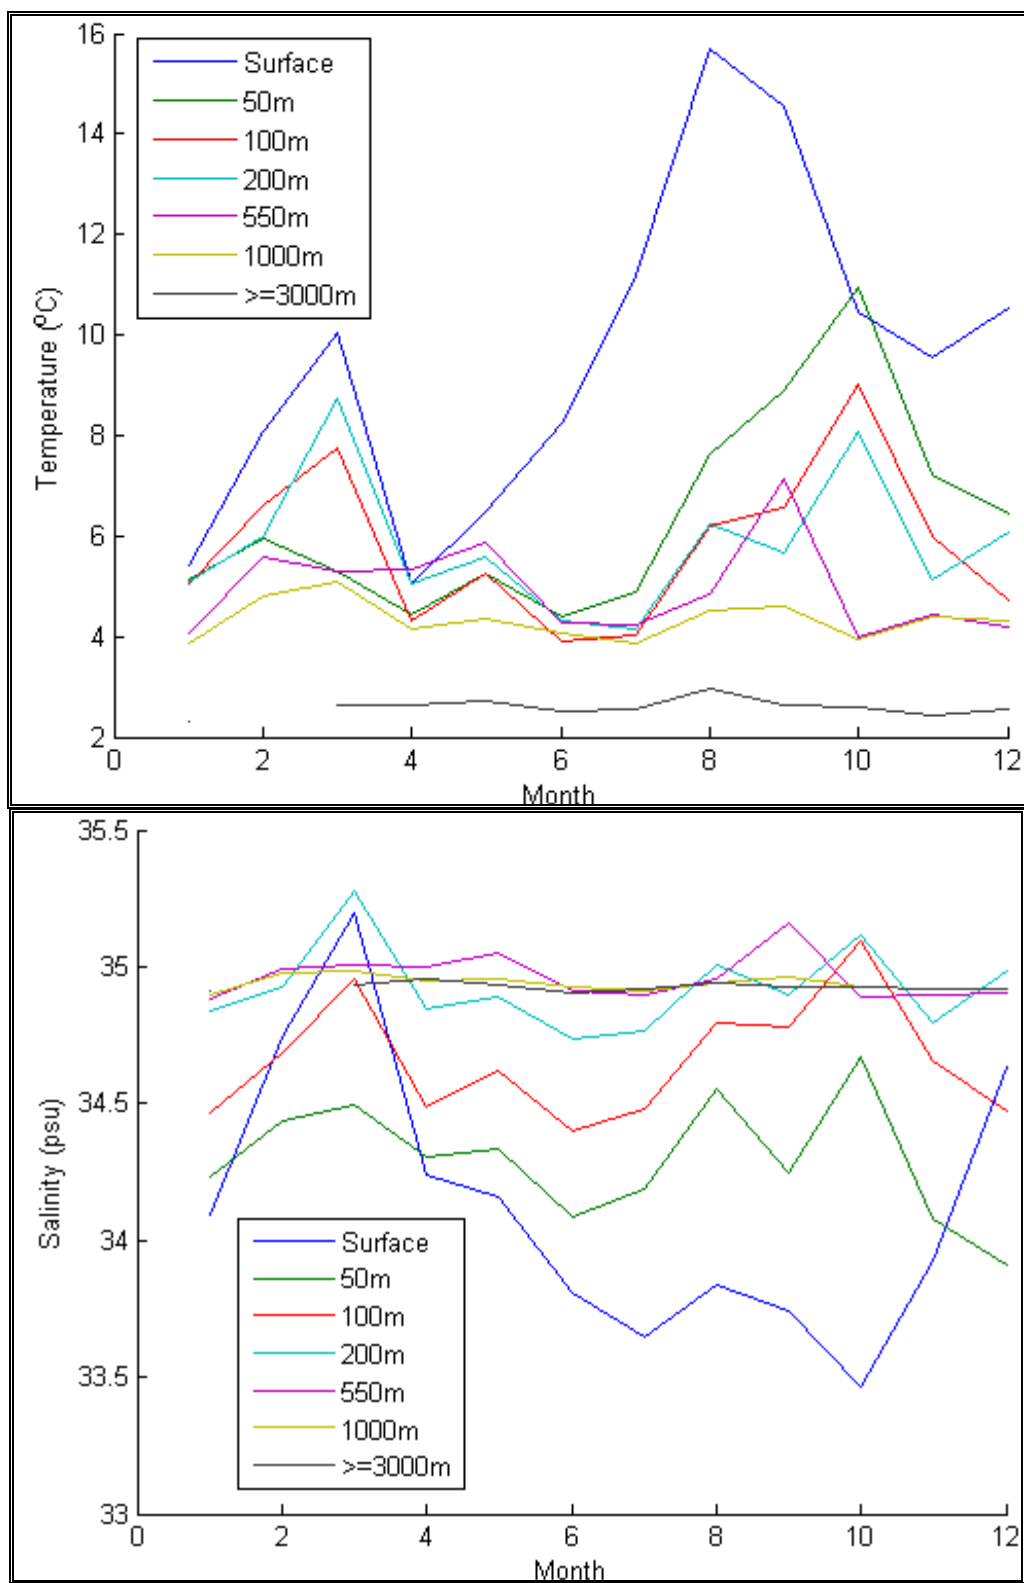 16
14
12
10
8
6
4
2
Temperature (ºC)
Surface
50m
100m
200m
550m
1000m
>=3000m
0 2 4 6 8 10 12
Month
35.5
35
34.5
34
33.5
33
Salinity (psu)
Surface
50m
100m
200m
550m
1000m
>=3000m
0 2 4 6 8 10 12
Month